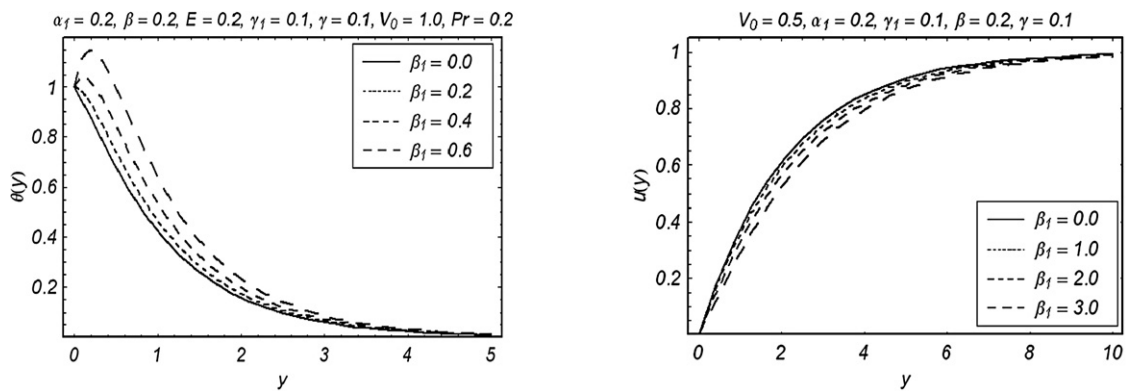 α₁ = 0.2, β = 0.2, E = 0.2, γ₁ = 0.1, γ = 0.1, V₀ = 1.0, Pr = 0.2
θ(y)
1
0.8
0.6
0.4
0.2
0 1 2 3 4 5
y
β₁ = 0.0
β₁ = 0.2
β₁ = 0.4
β₁ = 0.6
V₀ = 0.5, α₁ = 0.2, γ₁ = 0.1, β = 0.2, γ = 0.1
u(y)
1
0.8
0.6
0.4
0.2
0 2 4 6 8 10
y
β₁ = 0.0
β₁ = 1.0
β₁ = 2.0
β₁ = 3.0